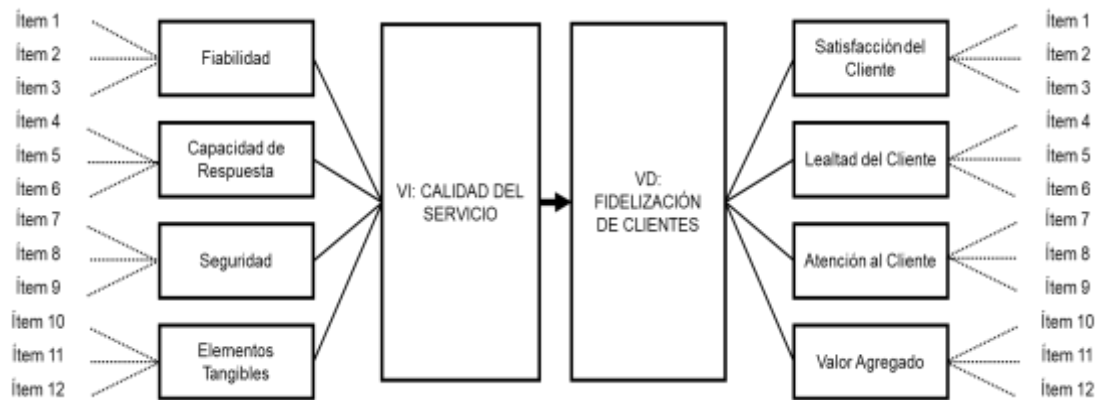 Ítem 1
Ítem 2
Ítem 3
Ítem 4
Ítem 5
Ítem 6
Ítem 7
Ítem 8
Ítem 9
Ítem 10
Ítem 11
Ítem 12
Fiabilidad
Capacidad de
Respuesta
Seguridad
Elementos
Tangibles
VI: CALIDAD DEL
SERVICIO
VD:
FIDELIZACIÓN
DE CLIENTES
Satisfacción del
Cliente
Lealtad del Cliente
Atención al Cliente
Valor Agregado
Ítem 1
Ítem 2
Ítem 3
Ítem 4
Ítem 5
Ítem 6
Ítem 7
Ítem 8
Ítem 9
Ítem 10
Ítem 11
Ítem 12